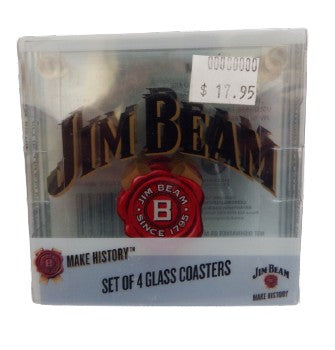 00000000
$ 17.95
JIM BEAM
JIM BEAM
B
SINCE 1795
MAKE HISTORY™
SET OF 4 GLASS COASTERS
JIM BEAM
MAKE HISTORY